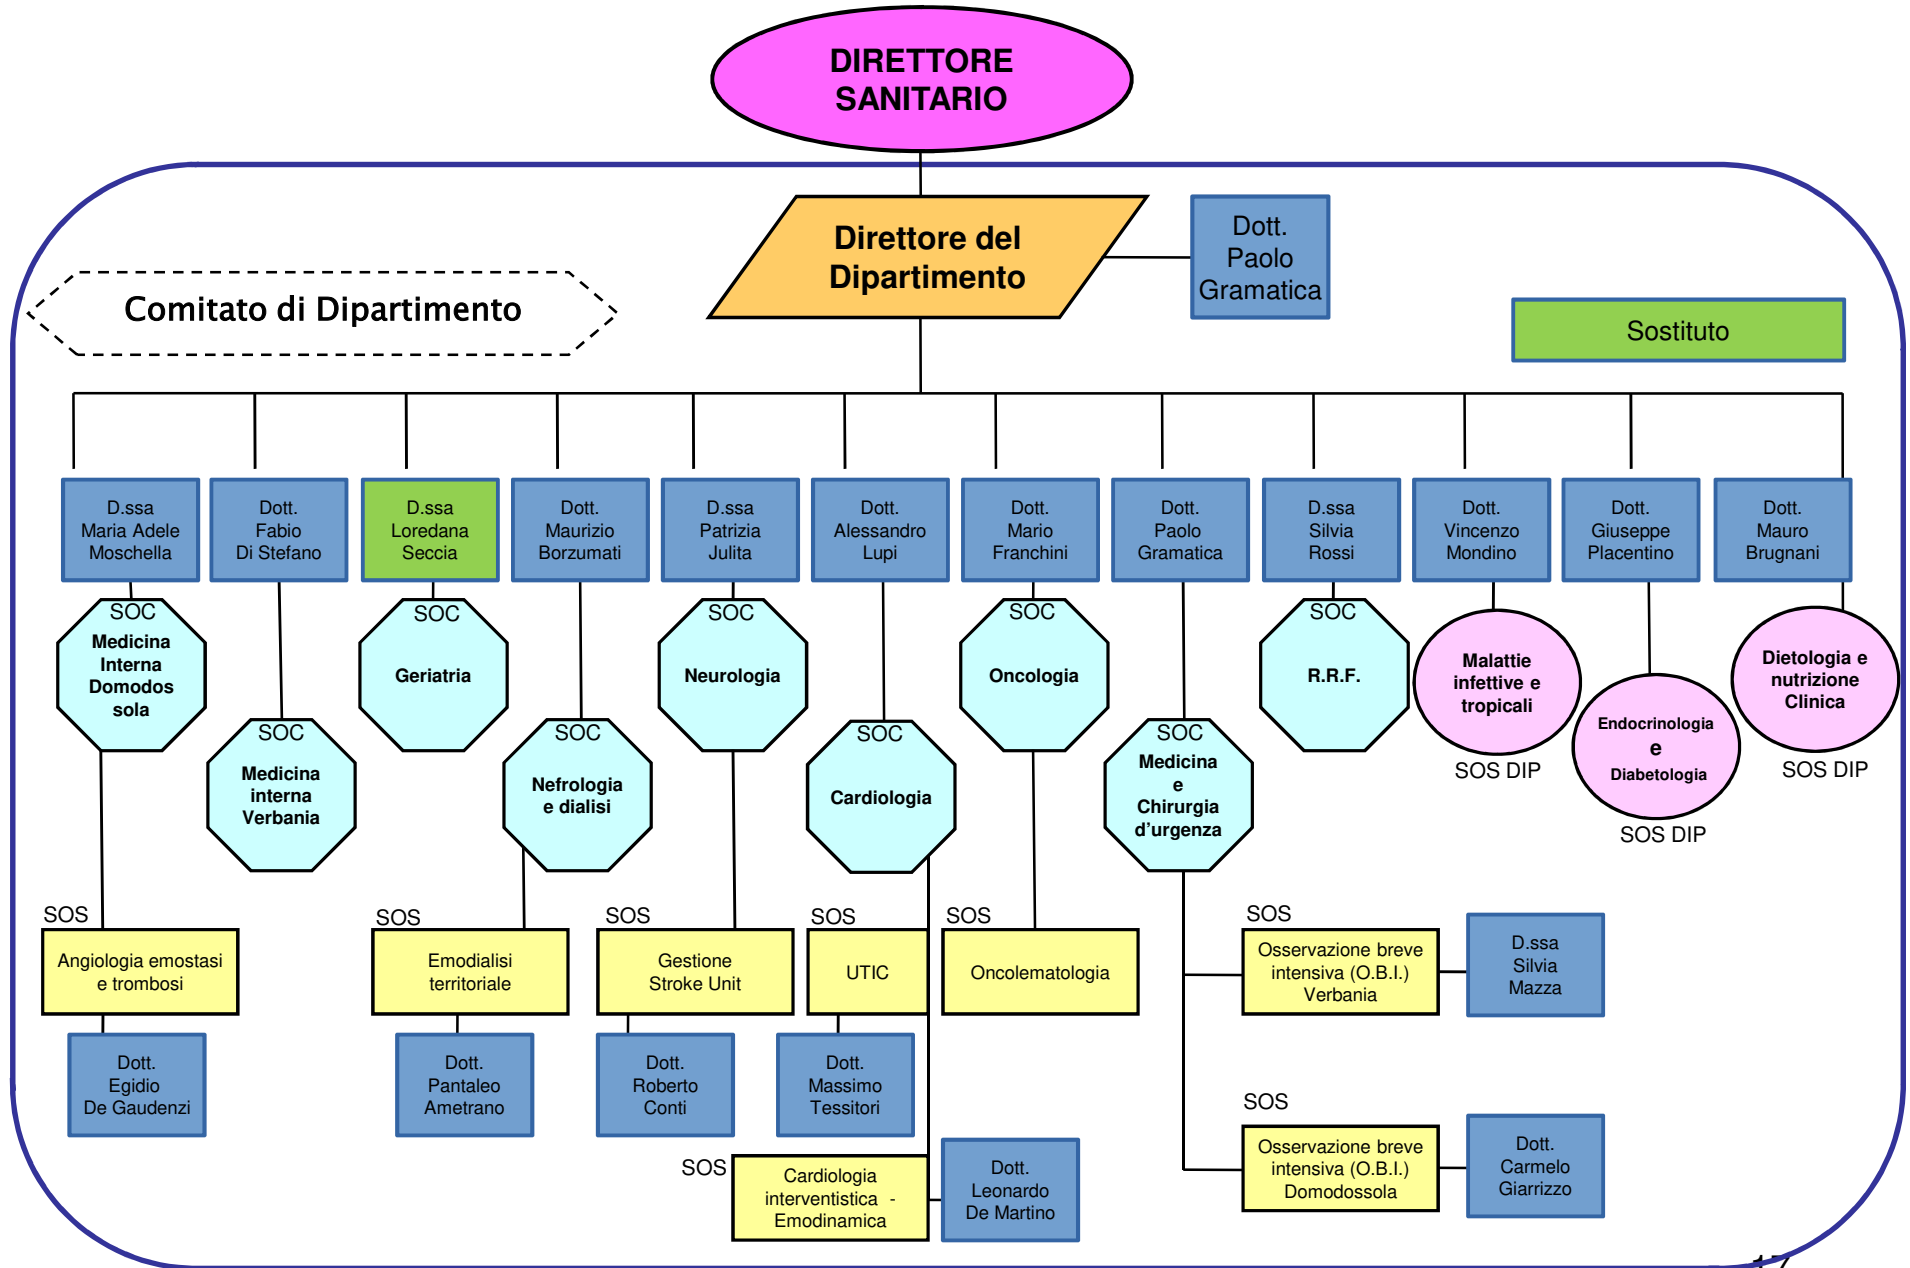 DIRETTORE
SANITARIO
Direttore del
Dipartimento
Dott.
Paolo
Gramatica
Comitato di Dipartimento
Sostituto
D.ssa
Maria Adele
Moschella
Dott.
Fabio
Di Stefano
D.ssa
Loredana
Seccia
Dott.
Maurizio
Borzumati
D.ssa
Patrizia
Julita
Dott.
Alessandro
Lupi
Dott.
Mario
Franchini
Dott.
Paolo
Gramatica
D.ssa
Silvia
Rossi
Dott.
Vincenzo
Mondino
Dott.
Giuseppe
Placentino
Dott.
Mauro
Brugnani
SOC
Medicina
Interna
Domodos
sola
SOC
Medicina
interna
Verbania
SOC
Geriatria
SOC
Nefrologia
e dialisi
SOC
Neurologia
SOC
Cardiologia
SOC
Oncologia
SOC
Medicina
e
Chirurgia
d'urgenza
SOC
R.R.F.
Malattie
infettive e
tropicali
SOS DIP
Endocrinologia
e
Diabetologia
SOS DIP
Dietologia e
nutrizione
Clinica
SOS DIP
SOS
Angiologia emostasi
e trombosi
Dott.
Egidio
De Gaudenzi
SOS
Emodialisi
territoriale
Dott.
Pantaleo
Ametrano
SOS
Gestione
Stroke Unit
Dott.
Roberto
Conti
SOS
UTIC
Dott.
Massimo
Tessitori
SOS
Oncolematologia
SOS
Osservazione breve
intensiva (O.B.I.)
Verbania
D.ssa
Silvia
Mazza
SOS
Osservazione breve
intensiva (O.B.I.)
Domodossola
Dott.
Carmelo
Giarrizzo
SOS
Cardiologia
interventistica -
Emodinamica
Dott.
Leonardo
De Martino
17